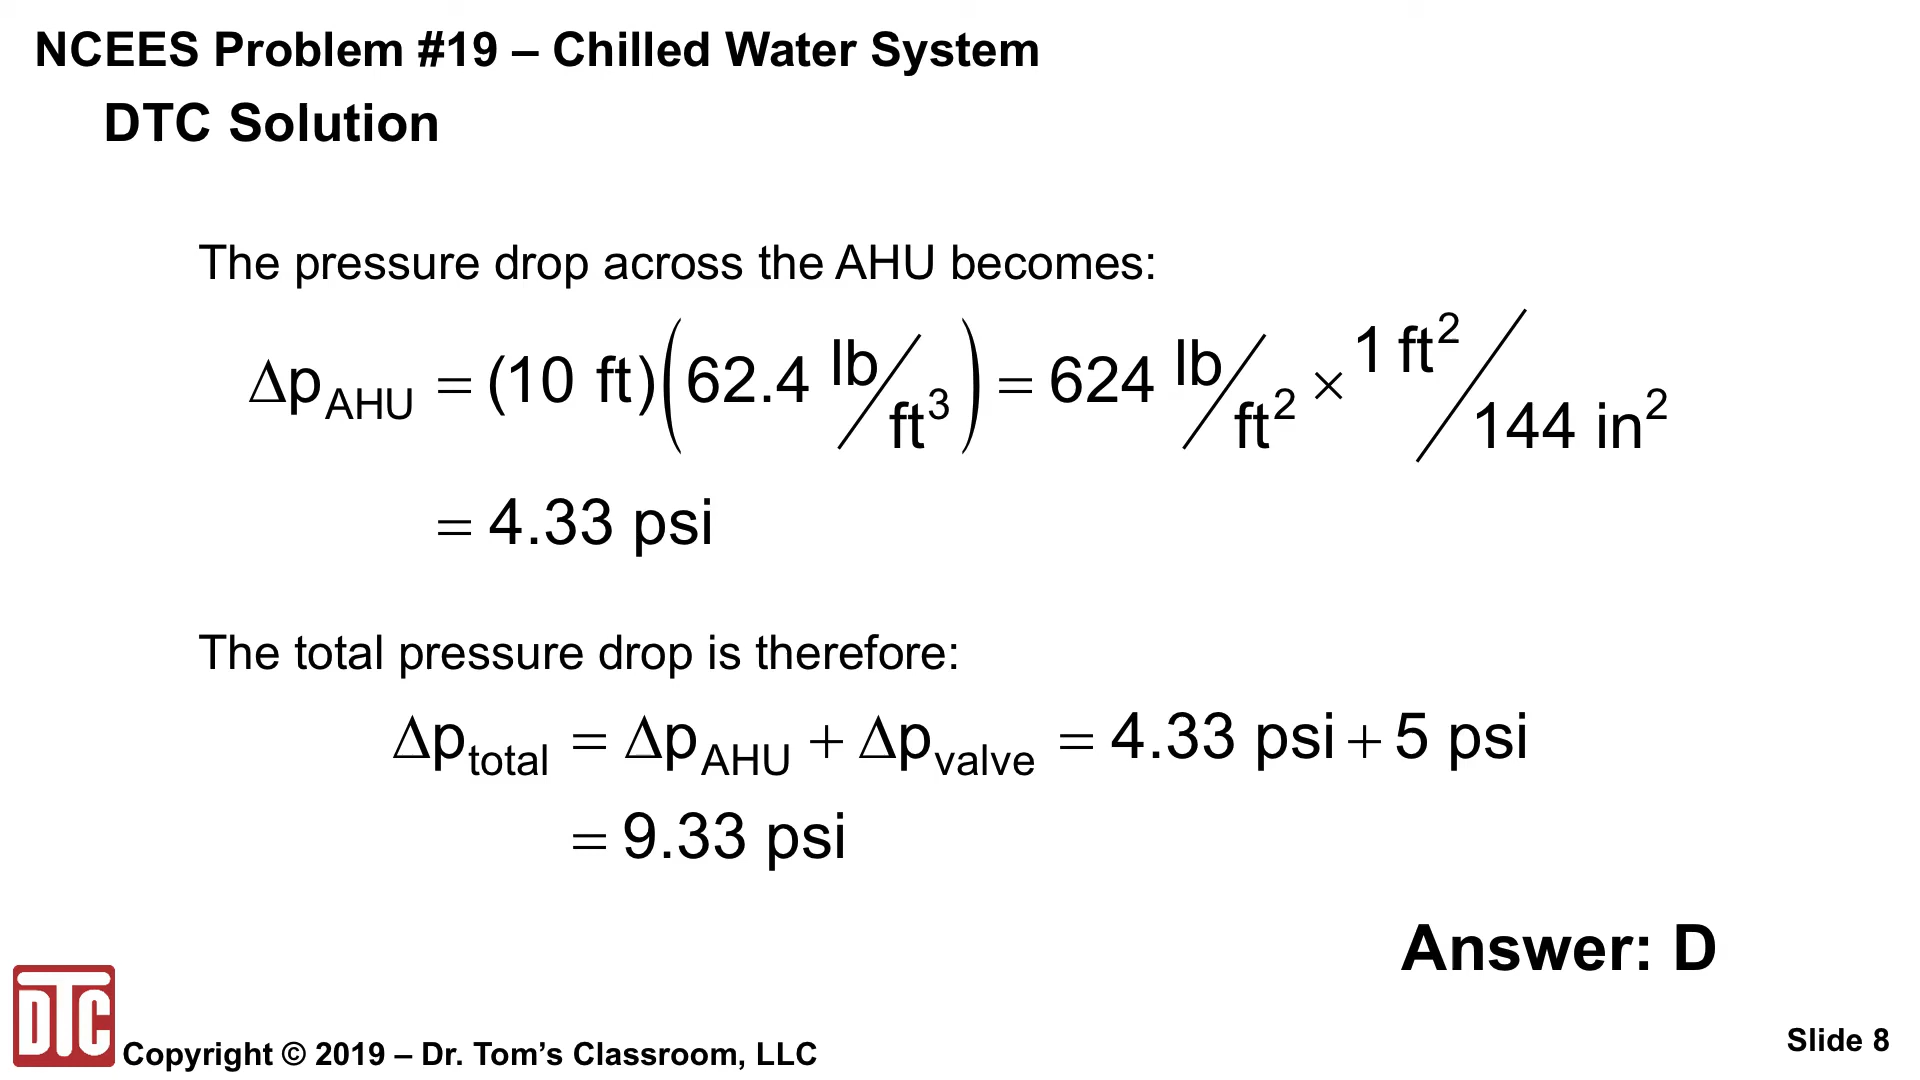 NCEES Problem #19 – Chilled Water System
DTC Solution
The pressure drop across the AHU becomes:
Δp_AHU = (10 ft)(62.4 lb/ft³) = 624 lb/ft² × 1 ft²/144 in²
= 4.33 psi
The total pressure drop is therefore:
Δp_total = Δp_AHU + Δp_valve = 4.33 psi + 5 psi
= 9.33 psi
Answer: D
DTC
Copyright © 2019 – Dr. Tom’s Classroom, LLC
Slide 8